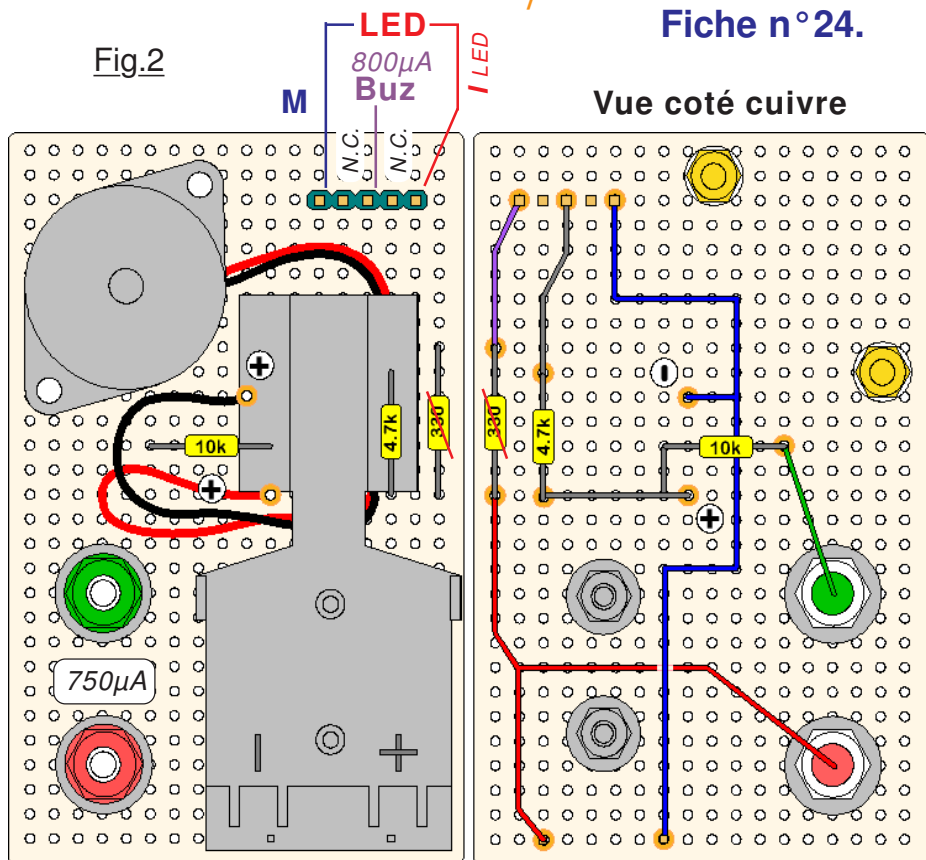 Fiche n°24.
LED
Fig.2
800µA
I LED
M
Buz
Vue coté cuivre
N.C.
N.C.
+
-
330
330
4.7k
4.7k
10k
10k
+
+
750µA
- +